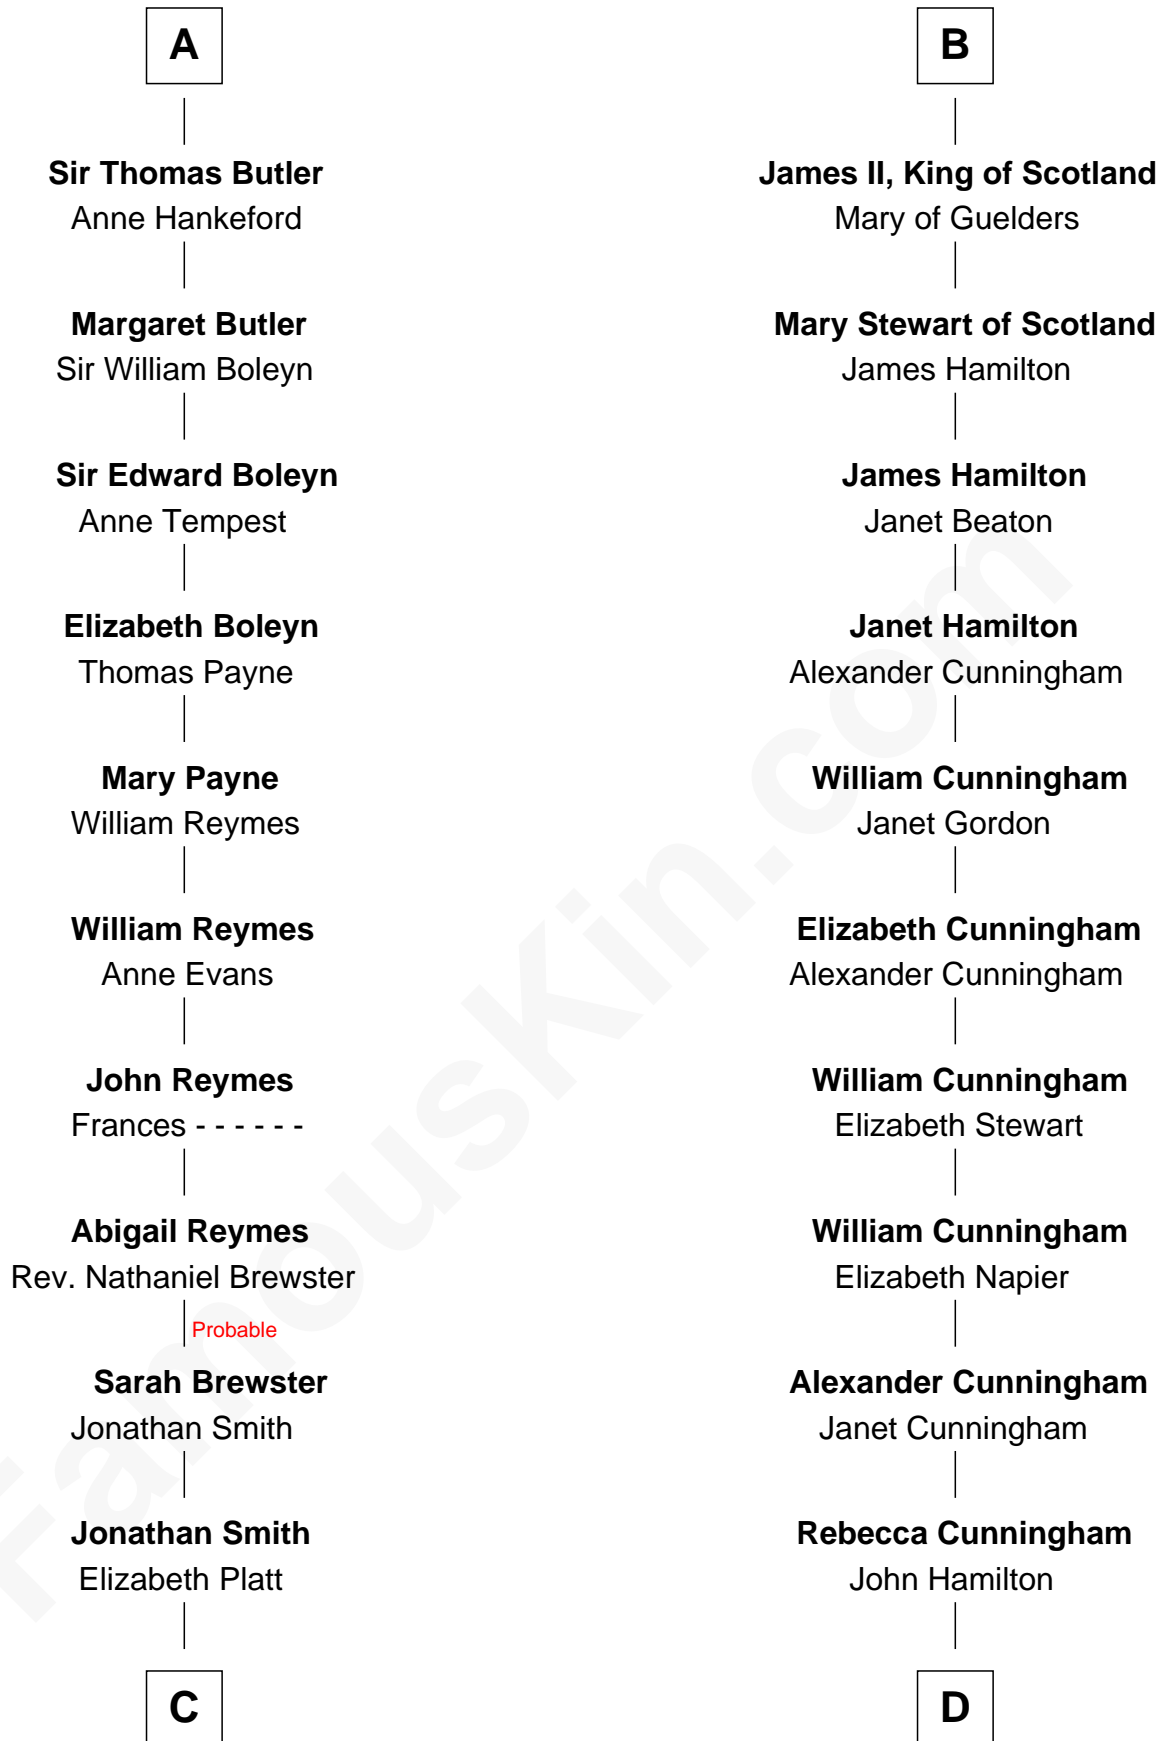 A
Sir Thomas Butler
Anne Hankeford
Margaret Butler
Sir William Boleyn
Sir Edward Boleyn
Anne Tempest
Elizabeth Boleyn
Thomas Payne
Mary Payne
William Reymes
William Reymes
Anne Evans
John Reymes
Frances - - - - - -
Abigail Reymes
Rev. Nathaniel Brewster
Probable
Sarah Brewster
Jonathan Smith
Jonathan Smith
Elizabeth Platt
C
B
James II, King of Scotland
Mary of Guelders
Mary Stewart of Scotland
James Hamilton
James Hamilton
Janet Beaton
Janet Hamilton
Alexander Cunningham
William Cunningham
Janet Gordon
Elizabeth Cunningham
Alexander Cunningham
William Cunningham
Elizabeth Stewart
William Cunningham
Elizabeth Napier
Alexander Cunningham
Janet Cunningham
Rebecca Cunningham
John Hamilton
D
FamousKin.com